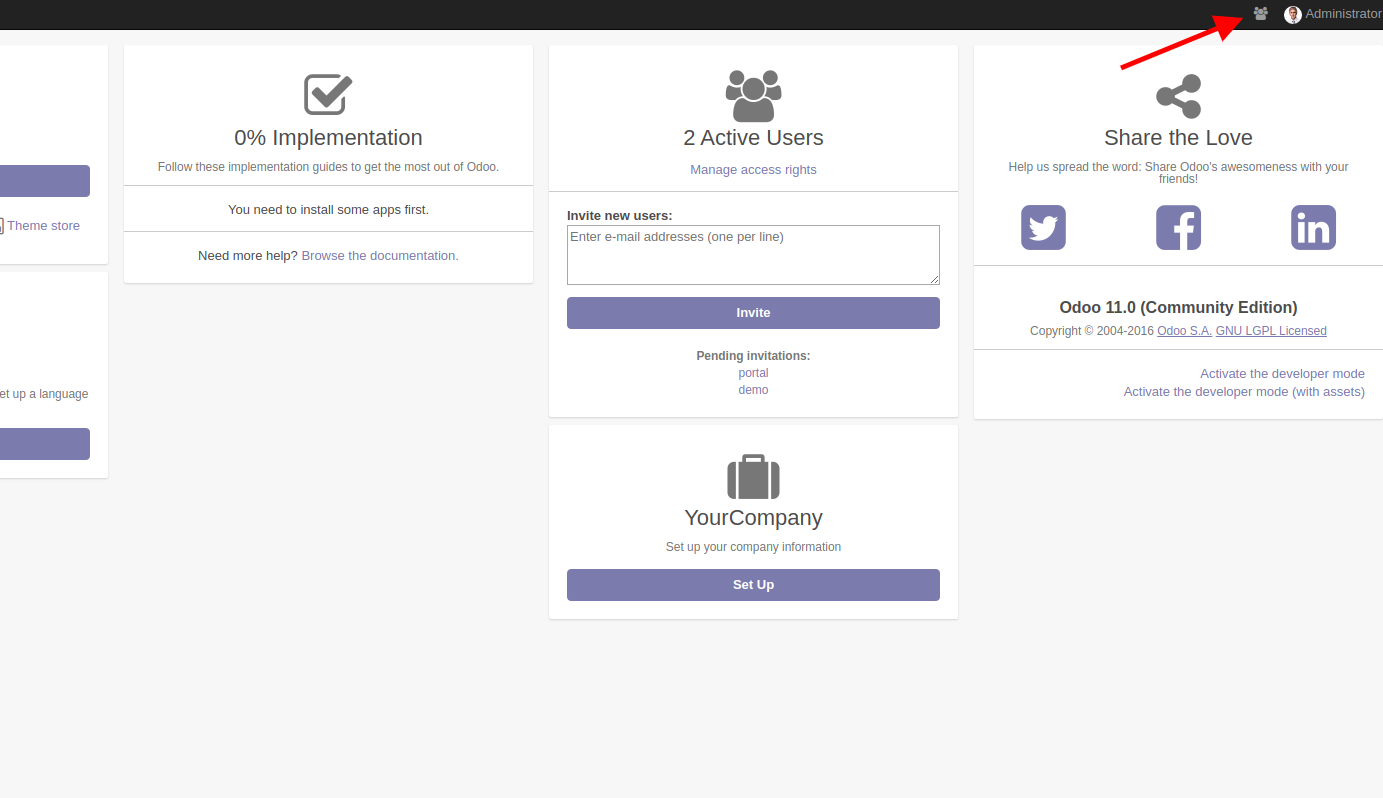 Administrator
Theme store
et up a language
0% Implementation
Follow these implementation guides to get the most out of Odoo.
You need to install some apps first.
Need more help? Browse the documentation.
2 Active Users
Manage access rights
Invite new users:
Enter e-mail addresses (one per line)
Invite
Pending invitations:
portal
demo
YourCompany
Set up your company information
Set Up
Share the Love
Help us spread the word: Share Odoo's awesomeness with your
friends!
Odoo 11.0 (Community Edition)
Copyright © 2004-2016 Odoo S.A. GNU LGPL Licensed
Activate the developer mode
Activate the developer mode (with assets)